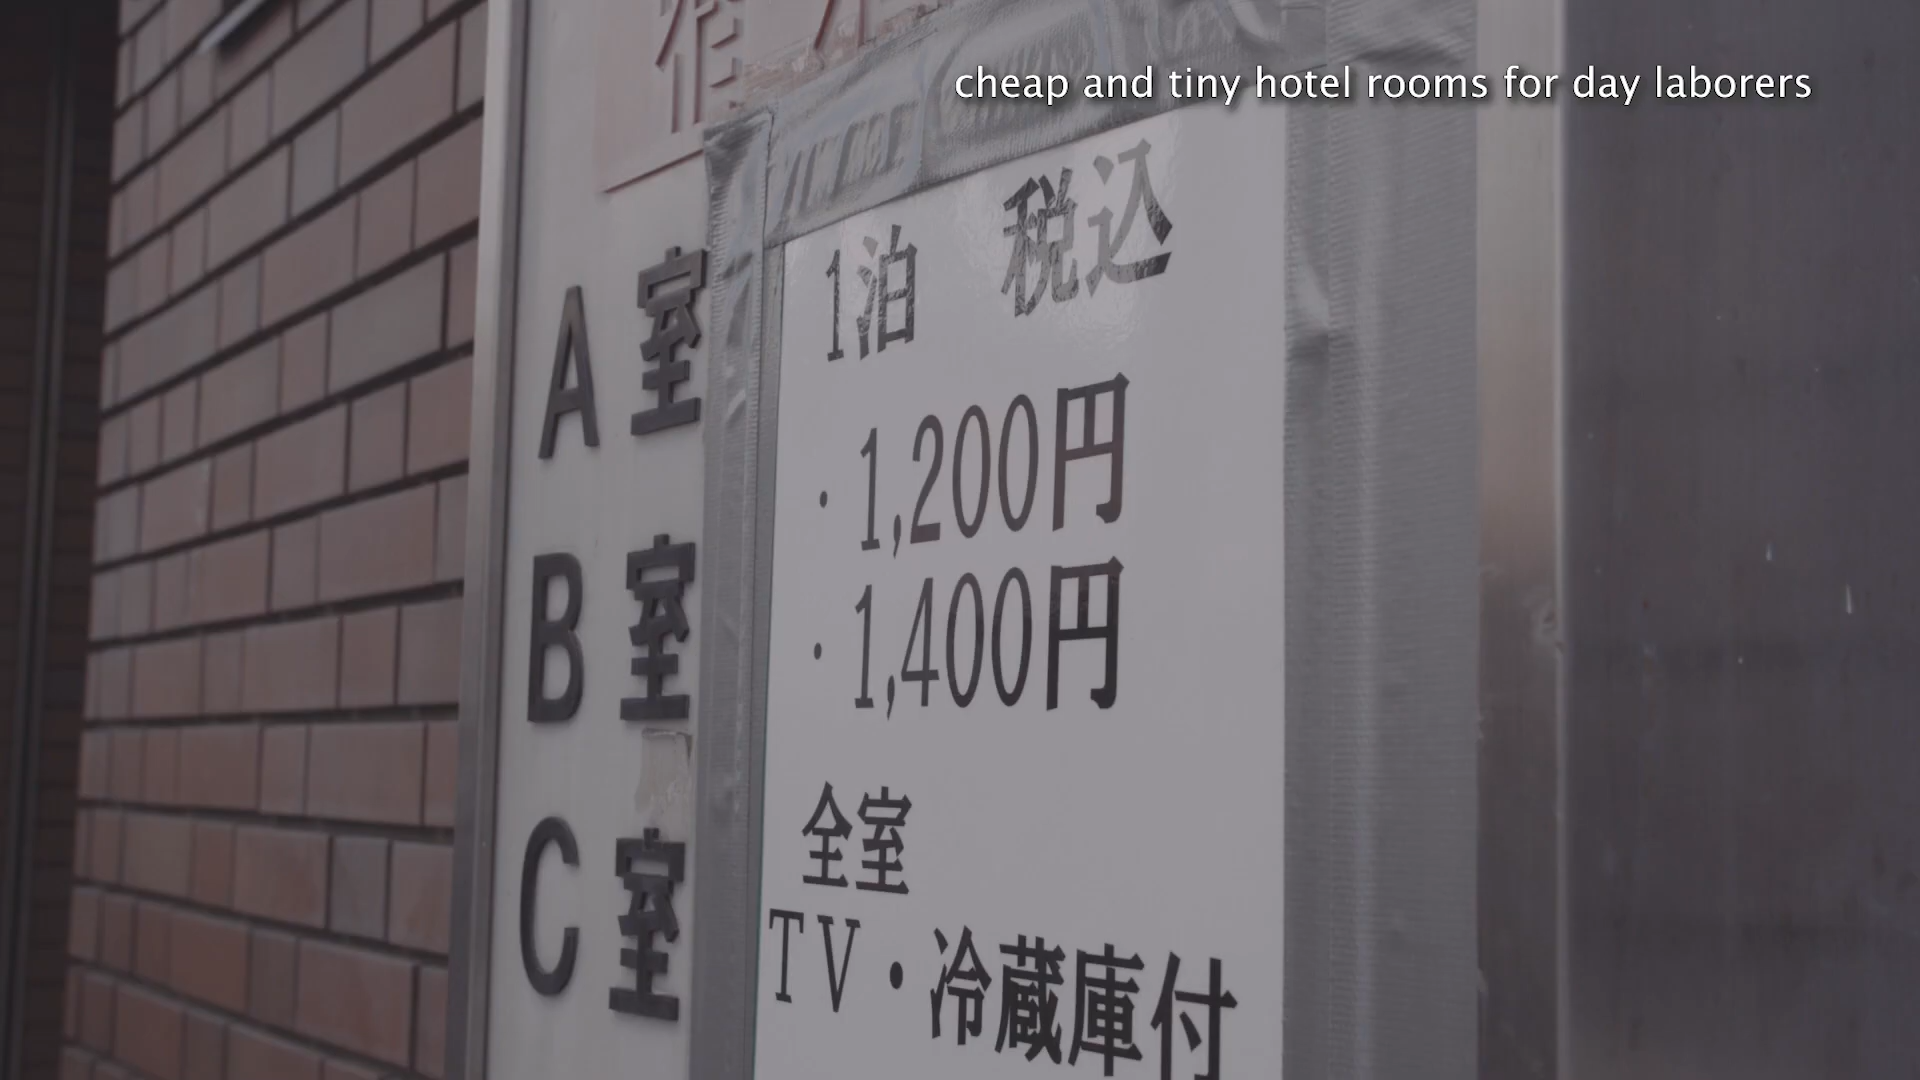 cheap and tiny hotel rooms for day laborers
宿
1泊 税込
A室
・1,200円
B室
・1,400円
C室
全室
TV・冷蔵庫付